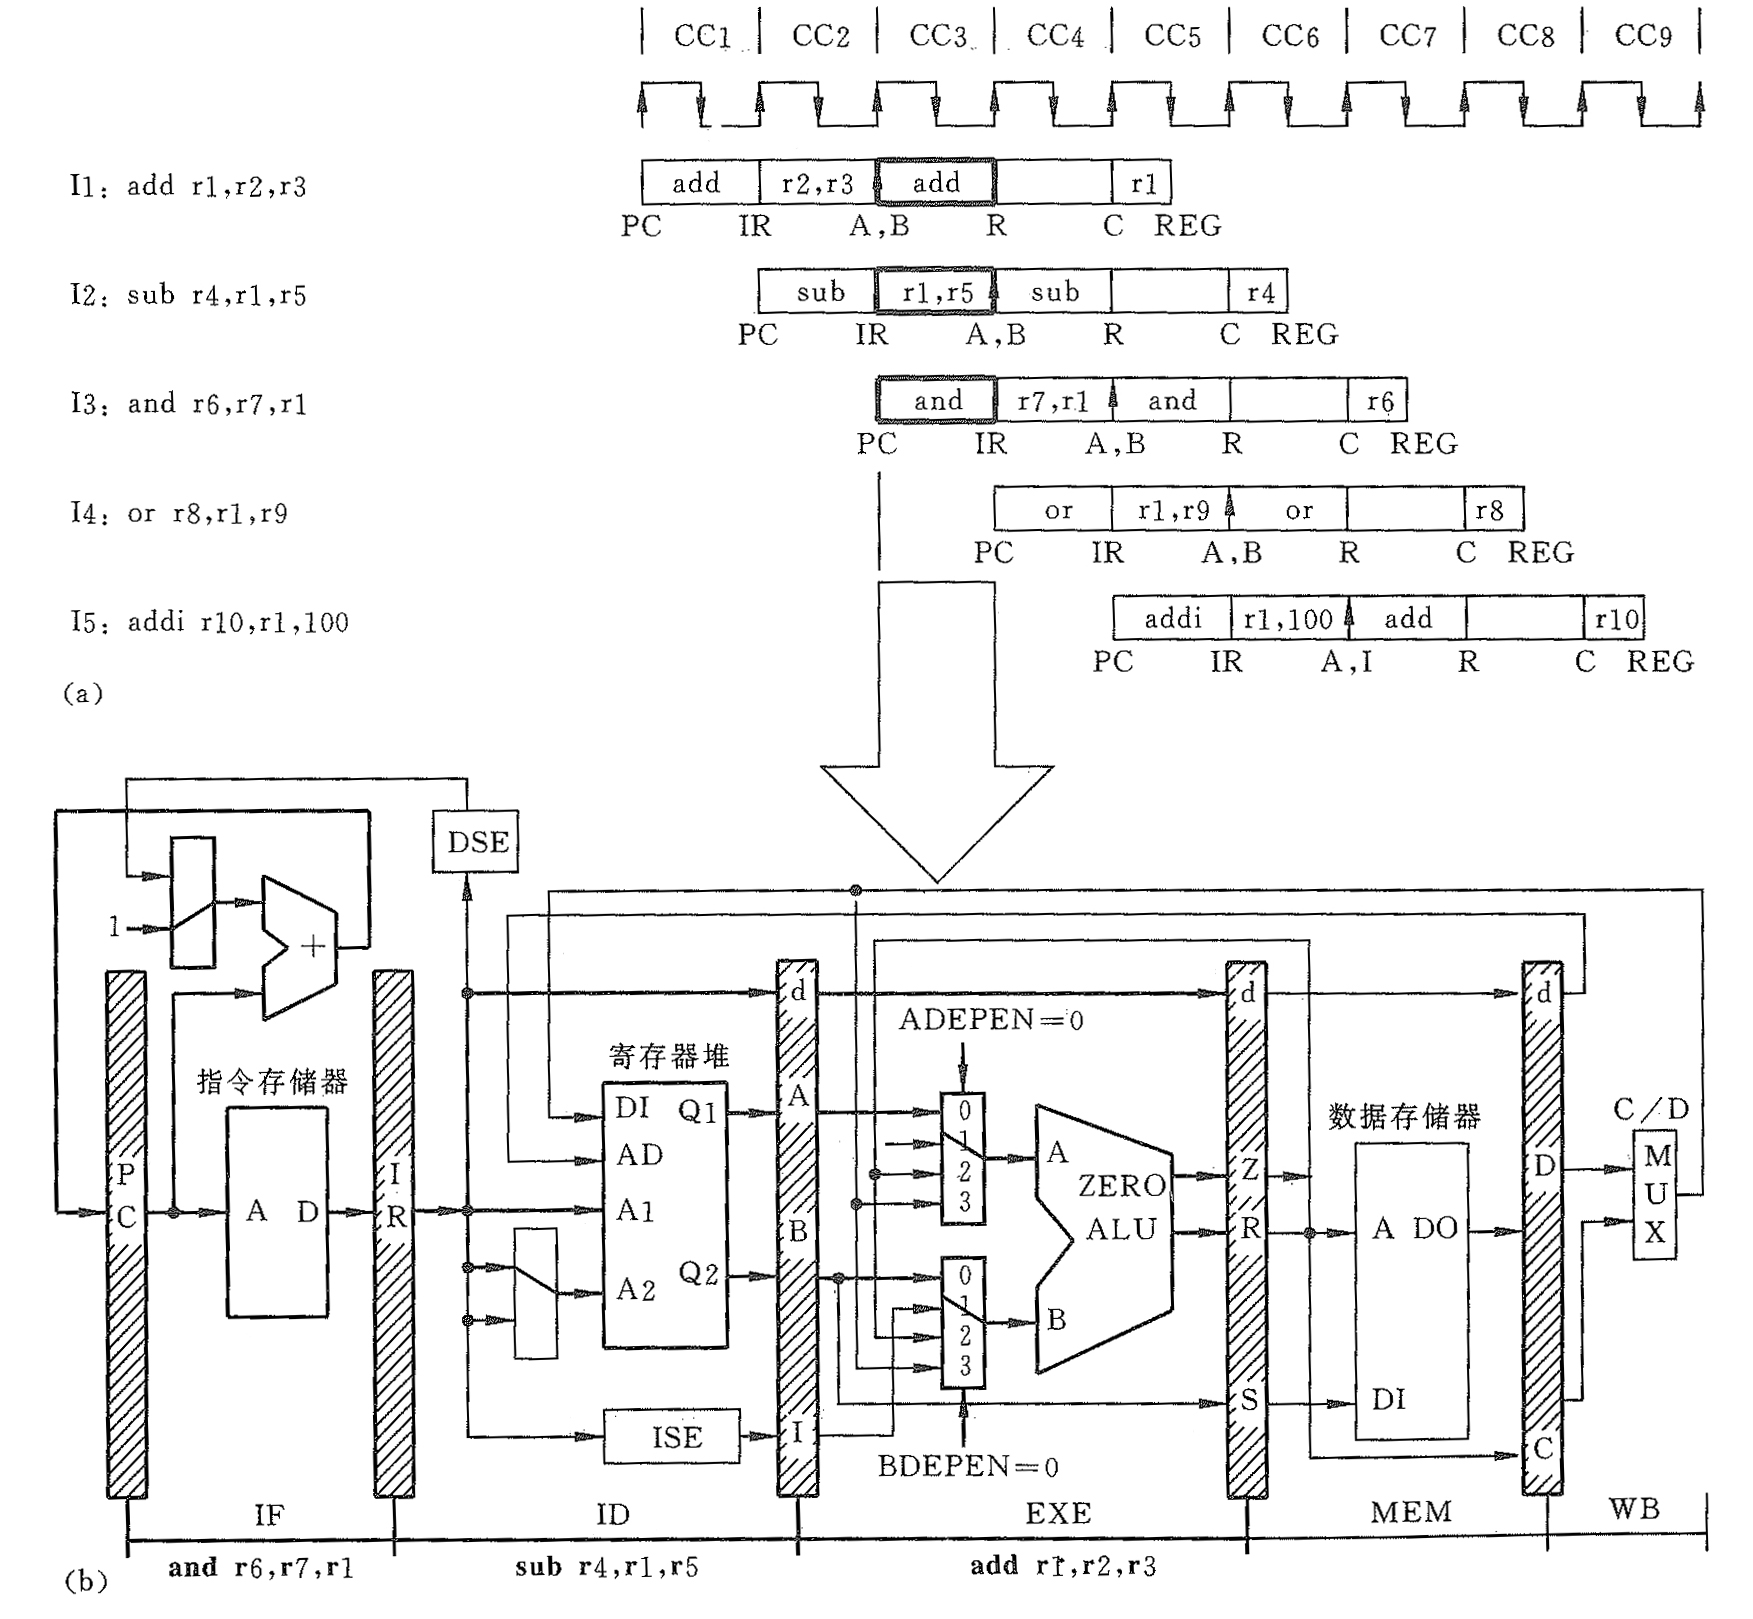 CC1 CC2 CC3 CC4 CC5 CC6 CC7 CC8 CC9
I1: add r1,r2,r3 add r2,r3 add r1
PC IR A,B R C REG
I2: sub r4,r1,r5 sub r1,r5 sub r4
PC IR A,B R C REG
I3: and r6,r7,r1 and r7,r1 and r6
PC IR A,B R C REG
I4: or r8,r1,r9 or r1,r9 or r8
PC IR A,B R C REG
I5: addi r10,r1,100 addi r1,100 add r10
PC IR A,I R C REG
(a)
DSE
1
+
d d d
ADEPEN=0
寄存器堆
指令存储器
数据存储器
C/D
PC
A D
IR
DI Q1
AD
A1
A2 Q2
ISE
A
B
I
0
1
2
3
0
1
2
3
BDEPEN=0
A
ZERO
ALU
B
Z
R
S
A DO
DI
D
C
MUX
IF ID EXE MEM WB
and r6,r7,r1 sub r4,r1,r5 add r1,r2,r3
(b)